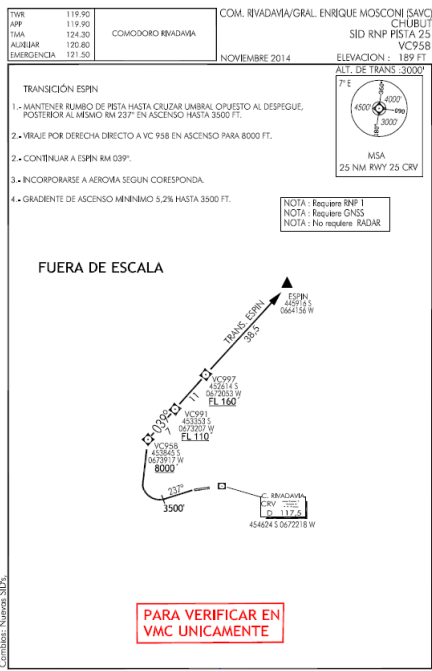 TWR 119.90
APP 119.90
TMA 124.30
AUXILIAR 120.80
EMERGENCIA 121.50
COMODORO RIVADAVIA
COM. RIVADAVIA/GRAL. ENRIQUE MOSCONI (SAVC)
CHUBUT
SID RNP PISTA 25
VC958
NOVIEMBRE 2014 ELEVACION : 189 FT
ALT. DE TRANS :3000'
7° E
4500'
4000'
3000'
090
MSA
25 NM RWY 25 CRV
TRANSICIÓN ESPIN
1.- MANTENER RUMBO DE PISTA HASTA CRUZAR UMBRAL OPUESTO AL DESPEGUE,
POSTERIOR AL MISMO RM 237° EN ASCENSO HASTA 3500 FT.
2.- VIRAJE POR DERECHA DIRECTO A VC 958 EN ASCENSO PARA 8000 FT.
2.- CONTINUAR A ESPIN RM 039°.
3.- INCORPORARSE A AEROVIA SEGUN CORESPONDA.
4.- GRADIENTE DE ASCENSO MINNIMO 5,2% HASTA 3500 FT.
NOTA : Requiere RNP 1
NOTA : Requiere GNSS
NOTA : No requiere RADAR
FUERA DE ESCALA
ESPIN
445916 S
0664156 W
TRANS. ESPIN
38,5
VC997
452614 S
0672053 W
FL 160
11
VC991
453353 S
0673207 W
FL 110
039°
7
VC958
453845 S
0673917 W
8000'
237°
3500'
C. RIVADAVIA
CRV
D 117.5
454624 S 0672218 W
PARA VERIFICAR EN
VMC UNICAMENTE
Cambios: Nuevas SID's,